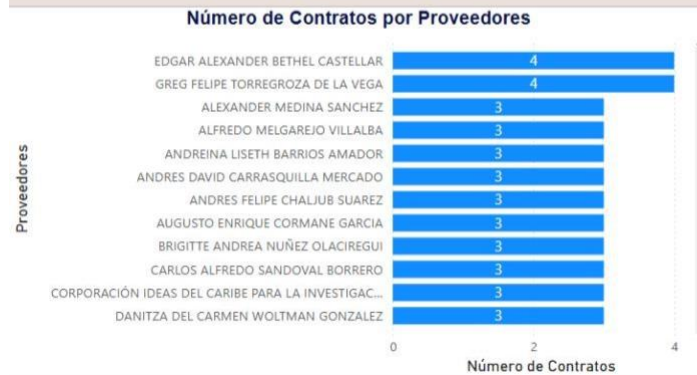 Número de Contratos por Proveedores
EDGAR ALEXANDER BETHEL CASTELLAR 4
GREG FELIPE TORREGROZA DE LA VEGA 4
ALEXANDER MEDINA SANCHEZ 3
ALFREDO MELGAREJO VILLALBA 3
ANDREINA LISETH BARRIOS AMADOR 3
ANDRES DAVID CARRASQUILLA MERCADO 3
ANDRES FELIPE CHALJUB SUAREZ 3
AUGUSTO ENRIQUE CORMANE GARCIA 3
BRIGITTE ANDREA NUÑEZ OLACIREGUI 3
CARLOS ALFREDO SANDOVAL BORRERO 3
CORPORACIÓN IDEAS DEL CARIBE PARA LA INVESTIGAC... 3
DANITZA DEL CARMEN WOLTMAN GONZALEZ 3
Proveedores
0 2 4
Número de Contratos